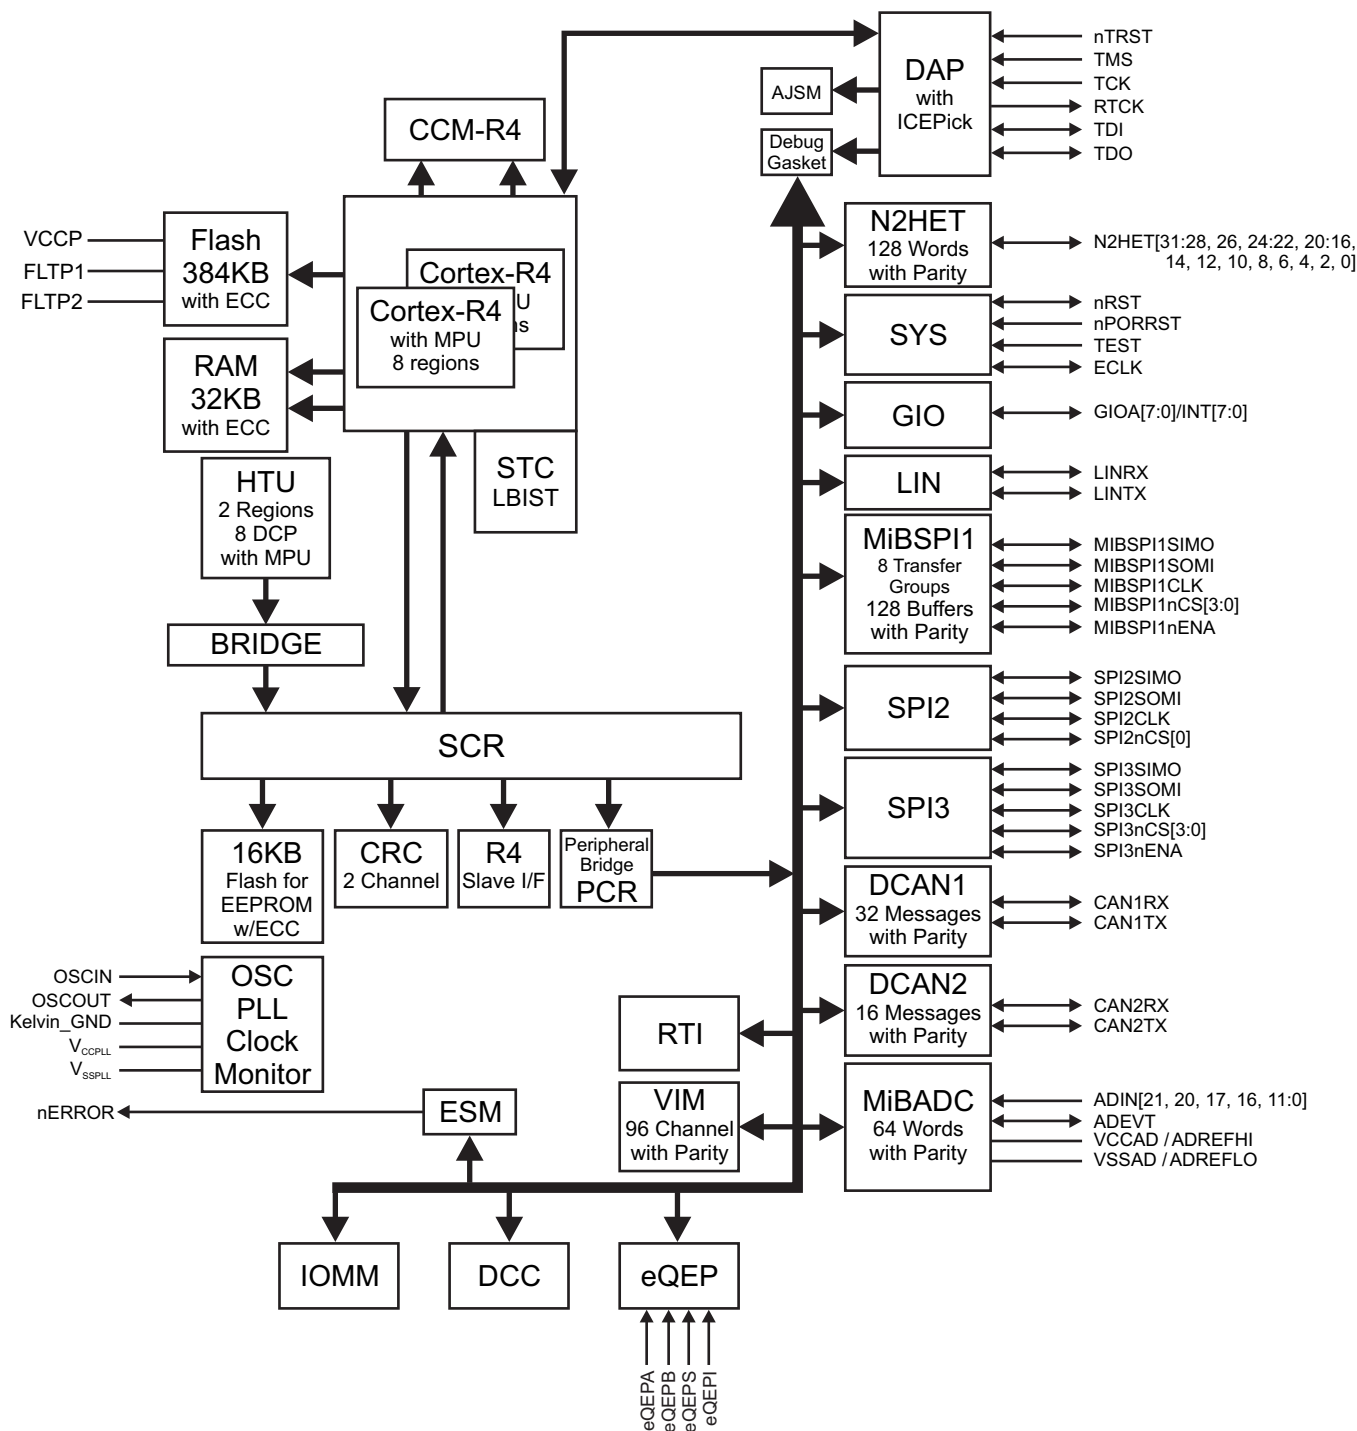 nTRST
TMS
TCK
RTCK
TDI
TDO
DAP
with
ICEPick
AJSM
Debug
Gasket
CCM-R4
VCCP
FLTP1
FLTP2
Flash
384KB
with ECC
Cortex-R4
U
ns
Cortex-R4
with MPU
8 regions
RAM
32KB
with ECC
STC
LBIST
HTU
2 Regions
8 DCP
with MPU
BRIDGE
SCR
16KB
Flash for
EEPROM
w/ECC
CRC
2 Channel
R4
Slave I/F
Peripheral
Bridge
PCR
OSCIN
OSCOUT
Kelvin_GND
VCCPLL
VSSPLL
OSC
PLL
Clock
Monitor
nERROR
ESM
RTI
VIM
96 Channel
with Parity
IOMM
DCC
eQEP
eQEPA
eQEPB
eQEPS
eQEPI
N2HET
128 Words
with Parity
N2HET[31:28, 26, 24:22, 20:16,
14, 12, 10, 8, 6, 4, 2, 0]
SYS
nRST
nPORRST
TEST
ECLK
GIO
GIOA[7:0]/INT[7:0]
LIN
LINRX
LINTX
MiBSPI1
8 Transfer
Groups
128 Buffers
with Parity
MIBSPI1SIMO
MIBSPI1SOMI
MIBSPI1CLK
MIBSPI1nCS[3:0]
MIBSPI1nENA
SPI2
SPI2SIMO
SPI2SOMI
SPI2CLK
SPI2nCS[0]
SPI3
SPI3SIMO
SPI3SOMI
SPI3CLK
SPI3nCS[3:0]
SPI3nENA
DCAN1
32 Messages
with Parity
CAN1RX
CAN1TX
DCAN2
16 Messages
with Parity
CAN2RX
CAN2TX
MiBADC
64 Words
with Parity
ADIN[21, 20, 17, 16, 11:0]
ADEVT
VCCAD / ADREFHI
VSSAD / ADREFLO